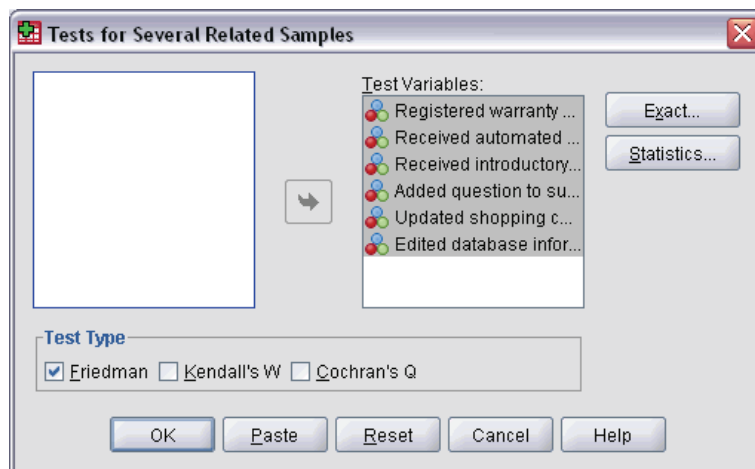 Tests for Several Related Samples
Test Variables:
Registered warranty ...
Received automated ...
Received introductory...
Added question to su...
Updated shopping c...
Edited database infor...
Exact...
Statistics...
Test Type
Friedman
Kendall's W
Cochran's Q
OK
Paste
Reset
Cancel
Help